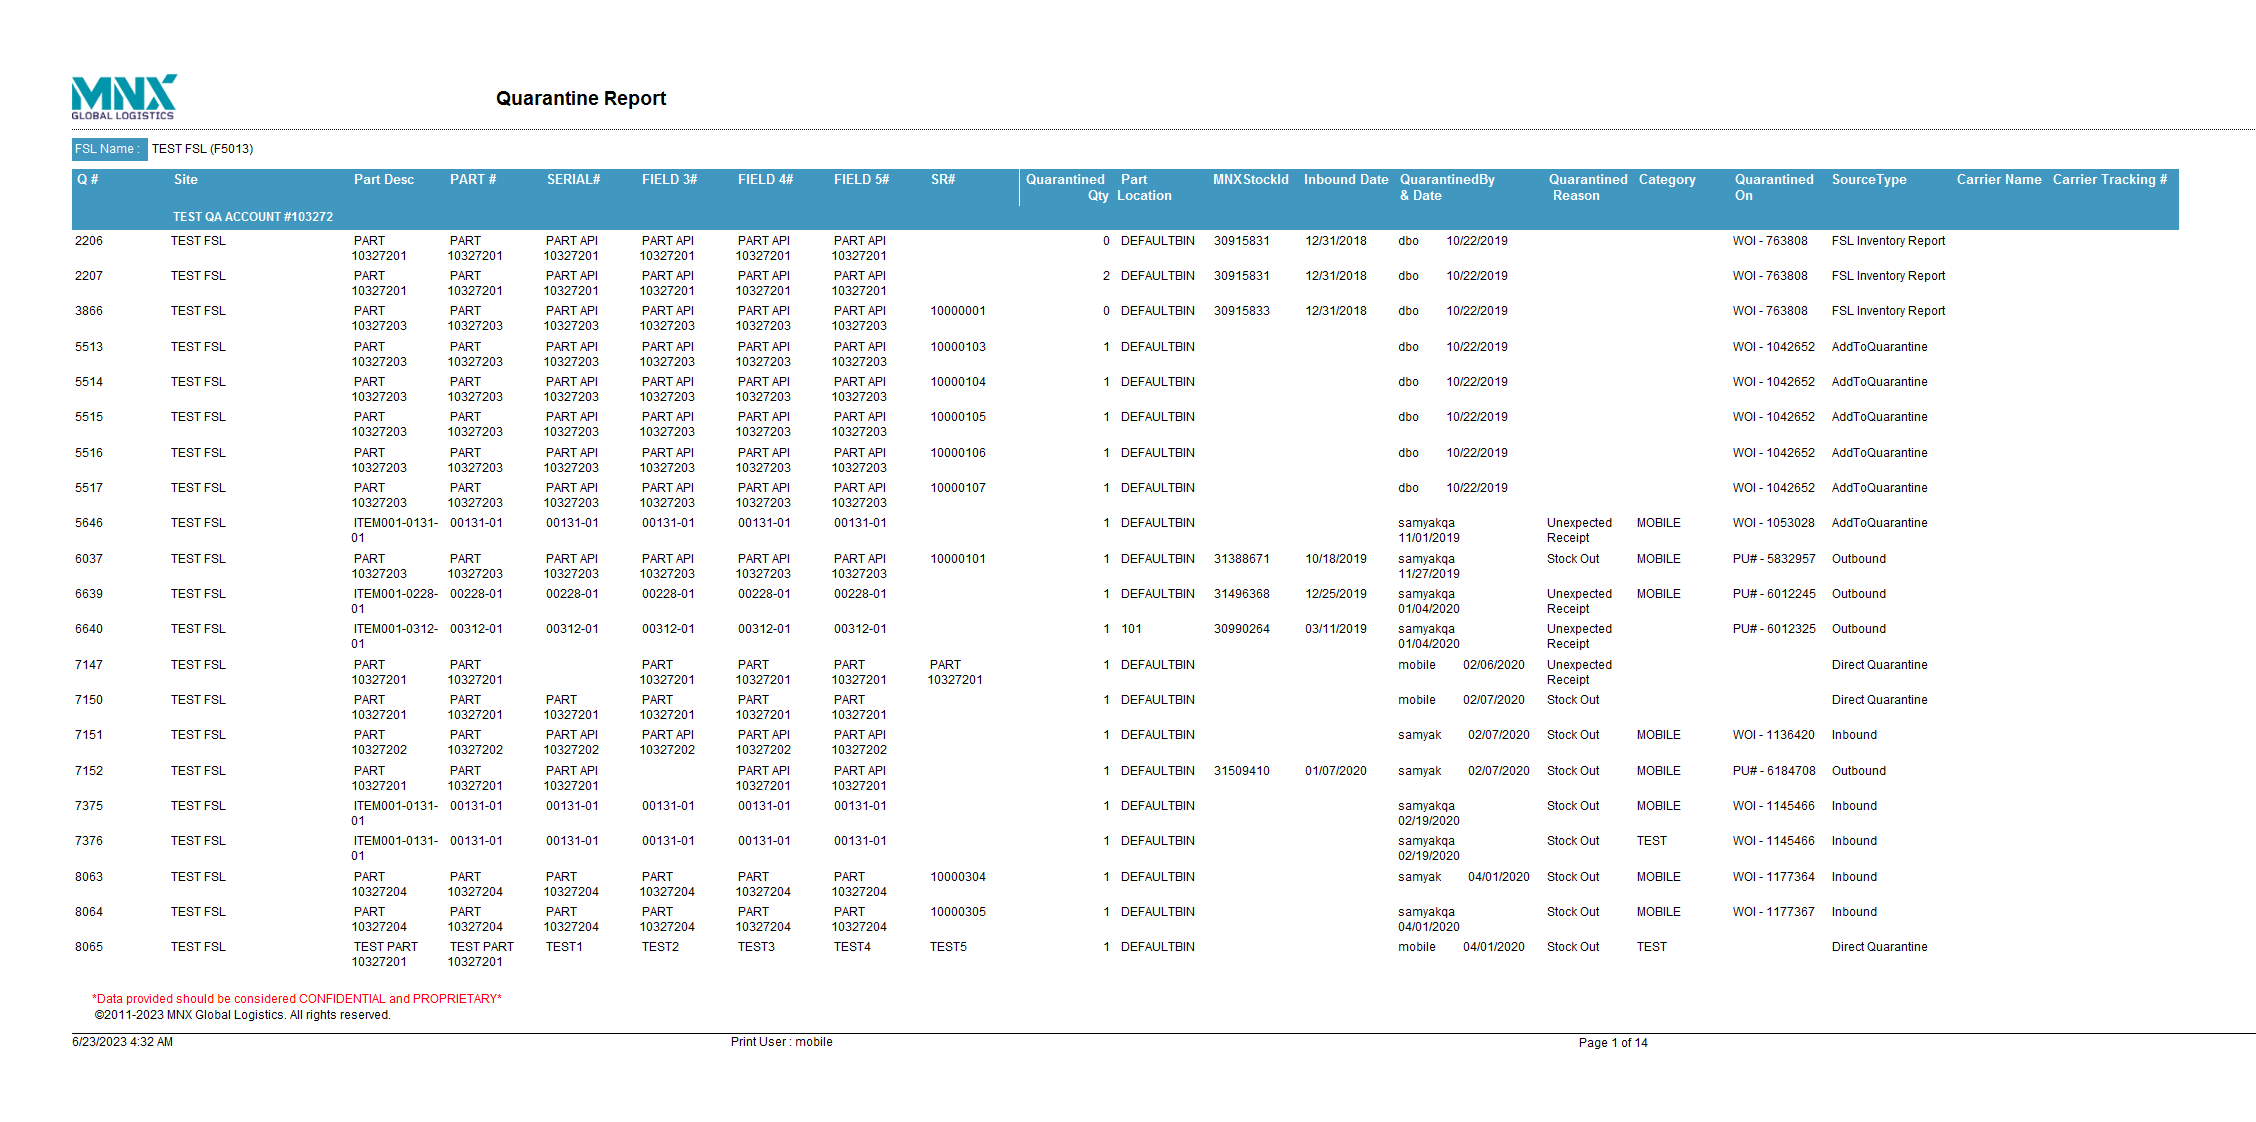 MNX
GLOBAL LOGISTICS
Quarantine Report
FSL Name : TEST FSL (F5013)
Q # Site Part Desc PART # SERIAL# FIELD 3# FIELD 4# FIELD 5# SR# Quarantined Part MNXStockId Inbound Date QuarantinedBy Quarantined Category Quarantined SourceType Carrier Name Carrier Tracking #
Qty Location & Date Reason On
TEST QA ACCOUNT #103272
2206 TEST FSL PART PART PART API PART API PART API PART API 0 DEFAULTBIN 30915831 12/31/2018 dbo 10/22/2019 WOI - 763808 FSL Inventory Report
10327201 10327201 10327201 10327201 10327201 10327201
2207 TEST FSL PART PART PART API PART API PART API PART API 2 DEFAULTBIN 30915831 12/31/2018 dbo 10/22/2019 WOI - 763808 FSL Inventory Report
10327201 10327201 10327201 10327201 10327201 10327201
3866 TEST FSL PART PART PART API PART API PART API PART API 10000001 0 DEFAULTBIN 30915833 12/31/2018 dbo 10/22/2019 WOI - 763808 FSL Inventory Report
10327203 10327203 10327203 10327203 10327203 10327203
5513 TEST FSL PART PART PART API PART API PART API PART API 10000103 1 DEFAULTBIN dbo 10/22/2019 WOI - 1042652 AddToQuarantine
10327203 10327203 10327203 10327203 10327203 10327203
5514 TEST FSL PART PART PART API PART API PART API PART API 10000104 1 DEFAULTBIN dbo 10/22/2019 WOI - 1042652 AddToQuarantine
10327203 10327203 10327203 10327203 10327203 10327203
5515 TEST FSL PART PART PART API PART API PART API PART API 10000105 1 DEFAULTBIN dbo 10/22/2019 WOI - 1042652 AddToQuarantine
10327203 10327203 10327203 10327203 10327203 10327203
5516 TEST FSL PART PART PART API PART API PART API PART API 10000106 1 DEFAULTBIN dbo 10/22/2019 WOI - 1042652 AddToQuarantine
10327203 10327203 10327203 10327203 10327203 10327203
5517 TEST FSL PART PART PART API PART API PART API PART API 10000107 1 DEFAULTBIN dbo 10/22/2019 WOI - 1042652 AddToQuarantine
10327203 10327203 10327203 10327203 10327203 10327203
5646 TEST FSL ITEM001-0131- 00131-01 00131-01 00131-01 00131-01 00131-01 1 DEFAULTBIN samyakqa Unexpected MOBILE WOI - 1053028 AddToQuarantine
01 11/01/2019 Receipt
6037 TEST FSL PART PART PART API PART API PART API PART API 10000101 1 DEFAULTBIN 31388671 10/18/2019 samyakqa Stock Out MOBILE PU# - 5832957 Outbound
10327203 10327203 10327203 10327203 10327203 10327203 11/27/2019
6639 TEST FSL ITEM001-0228- 00228-01 00228-01 00228-01 00228-01 00228-01 1 DEFAULTBIN 31496368 12/25/2019 samyakqa Unexpected MOBILE PU# - 6012245 Outbound
01 01/04/2020 Receipt
6640 TEST FSL ITEM001-0312- 00312-01 00312-01 00312-01 00312-01 00312-01 1 101 30990264 03/11/2019 samyakqa Unexpected PU# - 6012325 Outbound
01 01/04/2020 Receipt
7147 TEST FSL PART PART PART PART PART PART 1 DEFAULTBIN mobile 02/06/2020 Unexpected Direct Quarantine
10327201 10327201 10327201 10327201 10327201 10327201 Receipt
7150 TEST FSL PART PART PART PART PART PART 1 DEFAULTBIN mobile 02/07/2020 Stock Out Direct Quarantine
10327201 10327201 10327201 10327201 10327201 10327201
7151 TEST FSL PART PART PART API PART API PART API PART API 1 DEFAULTBIN samyak 02/07/2020 Stock Out MOBILE WOI - 1136420 Inbound
10327202 10327202 10327202 10327202 10327202 10327202
7152 TEST FSL PART PART PART API PART API PART API 1 DEFAULTBIN 31509410 01/07/2020 samyak 02/07/2020 Stock Out MOBILE PU# - 6184708 Outbound
10327201 10327201 10327201 10327201 10327201
7375 TEST FSL ITEM001-0131- 00131-01 00131-01 00131-01 00131-01 00131-01 1 DEFAULTBIN samyakqa Stock Out MOBILE WOI - 1145466 Inbound
01 02/19/2020
7376 TEST FSL ITEM001-0131- 00131-01 00131-01 00131-01 00131-01 00131-01 1 DEFAULTBIN samyakqa Stock Out TEST WOI - 1145466 Inbound
01 02/19/2020
8063 TEST FSL PART PART PART PART PART PART 10000304 1 DEFAULTBIN samyak 04/01/2020 Stock Out MOBILE WOI - 1177364 Inbound
10327204 10327204 10327204 10327204 10327204 10327204
8064 TEST FSL PART PART PART PART PART PART 10000305 1 DEFAULTBIN samyakqa Stock Out MOBILE WOI - 1177367 Inbound
10327204 10327204 10327204 10327204 10327204 10327204 04/01/2020
8065 TEST FSL TEST PART TEST PART TEST1 TEST2 TEST3 TEST4 TEST5 1 DEFAULTBIN mobile 04/01/2020 Stock Out TEST Direct Quarantine
10327201 10327201
*Data provided should be considered CONFIDENTIAL and PROPRIETARY*
©2011-2023 MNX Global Logistics. All rights reserved.
6/23/2023 4:32 AM Print User : mobile Page 1 of 14